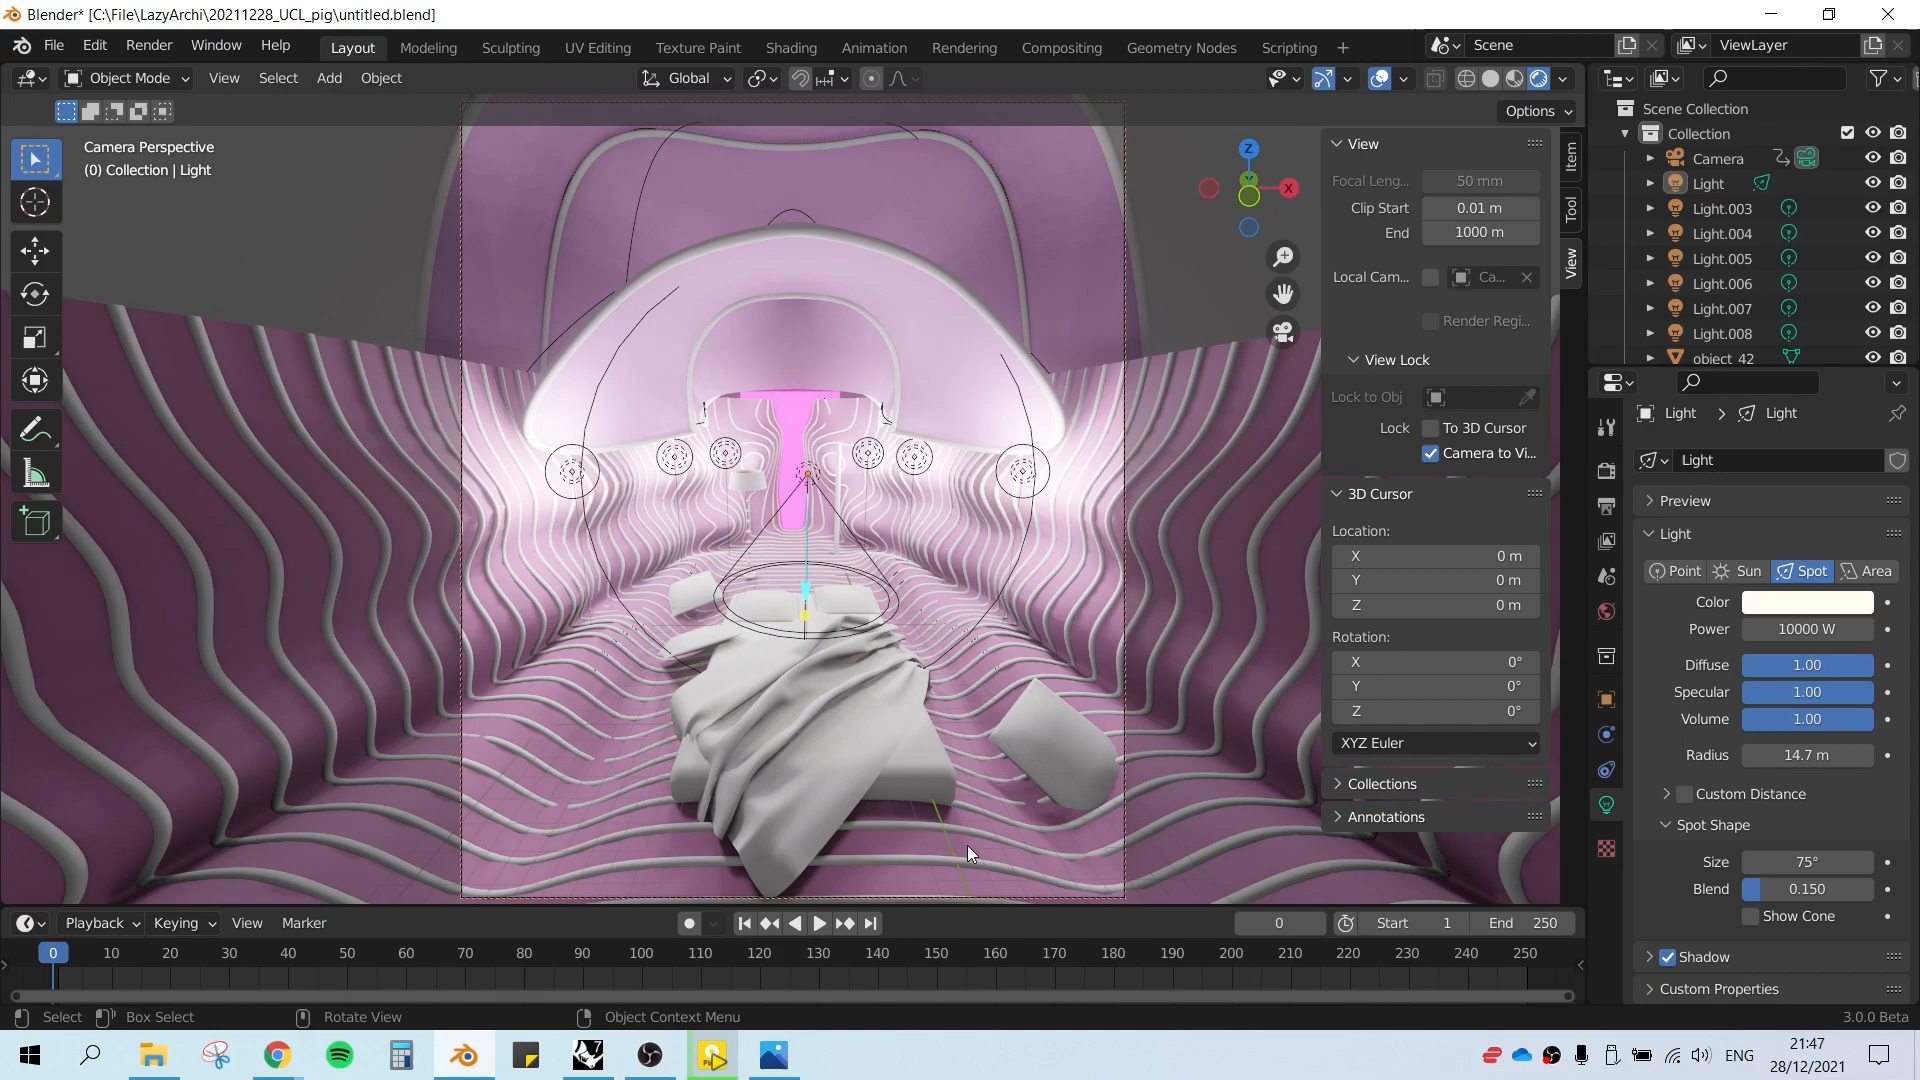 Blender* [C:\File\LazyArchi\20211228_UCL_pig\untitled.blend]
File Edit Render Window Help Layout Modeling Sculpting UV Editing Texture Paint Shading Animation Rendering Compositing Geometry Nodes Scripting + Scene ViewLayer
Object Mode View Select Add Object Global
Options
Camera Perspective
(0) Collection | Light
Z
X
View
Focal Leng... 50 mm
Clip Start 0.01 m
End 1000 m
Local Cam... Ca...
Render Regi...
View Lock
Lock to Obj
Lock To 3D Cursor
Camera to Vi...
3D Cursor
Location:
X 0 m
Y 0 m
Z 0 m
Rotation:
X 0°
Y 0°
Z 0°
XYZ Euler
Collections
Annotations
Item
Tool
View
Scene Collection
Collection
Camera
Light
Light.003
Light.004
Light.005
Light.006
Light.007
Light.008
object_42
Light > Light
Light
Preview
Light
Point Sun Spot Area
Color
Power 10000 W
Diffuse 1.00
Specular 1.00
Volume 1.00
Radius 14.7 m
Custom Distance
Spot Shape
Size 75°
Blend 0.150
Show Cone
Shadow
Custom Properties
Playback Keying View Marker 0 Start 1 End 250
0 10 20 30 40 50 60 70 80 90 100 110 120 130 140 150 160 170 180 190 200 210 220 230 240 250
Select Box Select Rotate View Object Context Menu 3.0.0 Beta
ENG
21:47
28/12/2021